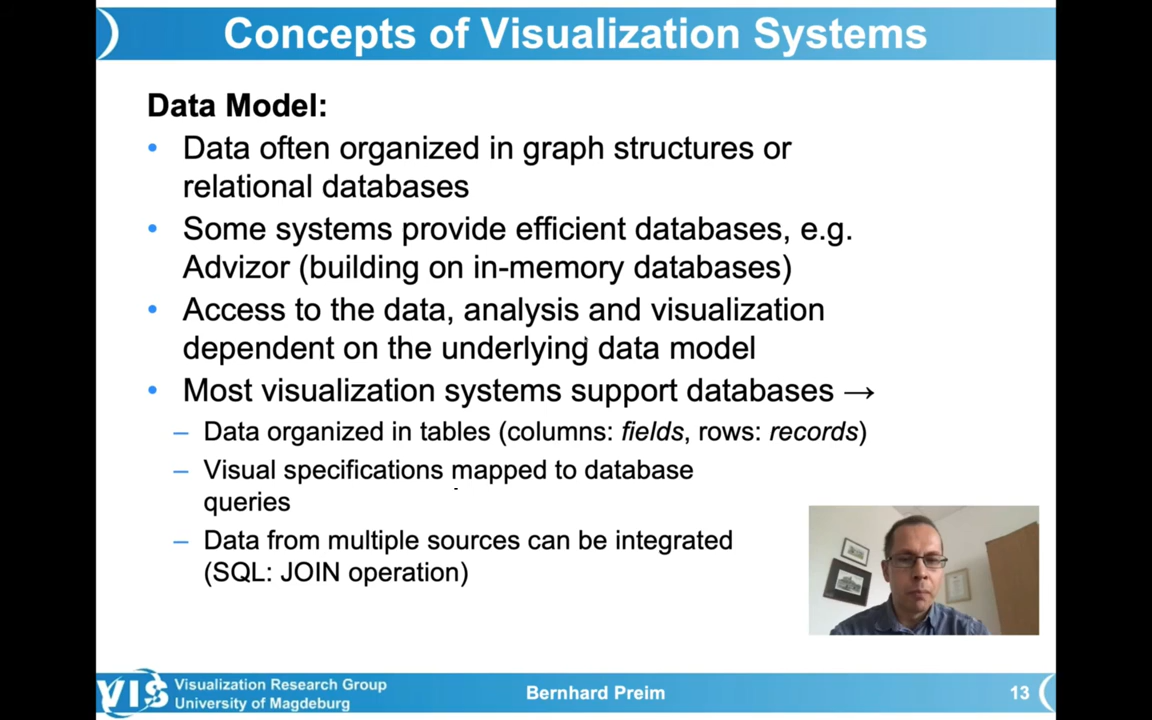 Concepts of Visualization Systems
Data Model:
• Data often organized in graph structures or
relational databases
• Some systems provide efficient databases, e.g.
Advizor (building on in-memory databases)
• Access to the data, analysis and visualization
dependent on the underlying data model
• Most visualization systems support databases →
– Data organized in tables (columns: fields, rows: records)
– Visual specifications mapped to database
queries
– Data from multiple sources can be integrated
(SQL: JOIN operation)
VIS
Visualization Research Group
University of Magdeburg
Bernhard Preim
13